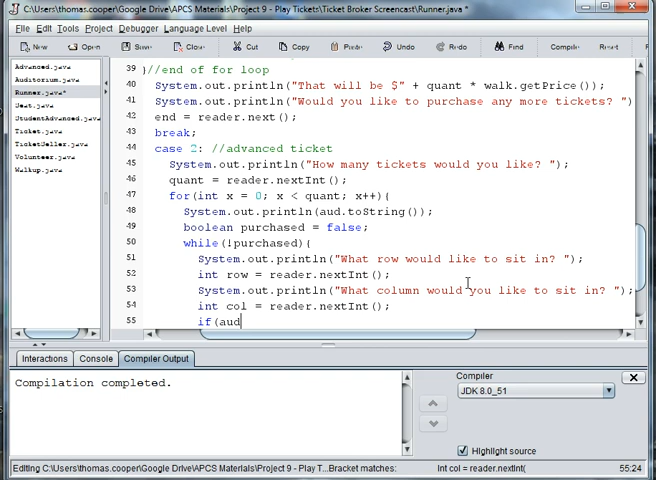 C:\Users\thomas.cooper\Google Drive\APCS Materials\Project 9 - Play Tickets\Ticket Broker Screencast\Runner.java *
File Edit Tools Project Debugger Language Level Help
New Open Save Close Cut Copy Paste Undo Redo Find Compile Reset
Advanced.java
Auditorium.java
Runner.java*
Seat.java
StudentAdvanced.java
Ticket.java
TicketSeller.java
Volunteer.java
Walkup.java
39 }//end of for loop
40 System.out.println("That will be $" + quant * walk.getPrice());
41 System.out.println("Would you like to purchase any more tickets? ")
42 end = reader.next();
43 break;
44 case 2: //advanced ticket
45 System.out.println("How many tickets would you like? ");
46 quant = reader.nextInt();
47 for(int x = 0; x < quant; x++){
48 System.out.println(aud.toString());
49 boolean purchased = false;
50 while(!purchased){
51 System.out.println("What row would like to sit in? ");
52 int row = reader.nextInt();
53 System.out.println("What column would you like to sit in? ");
54 int col = reader.nextInt();
55 if(aud
Interactions Console Compiler Output
Compilation completed.
Compiler
JDK 8.0_51
Highlight source
Editing C:\Users\thomas.cooper\Google Drive\APCS Materials\Project 9 - Play T...Bracket matches: int col = reader.nextInt( 55:24